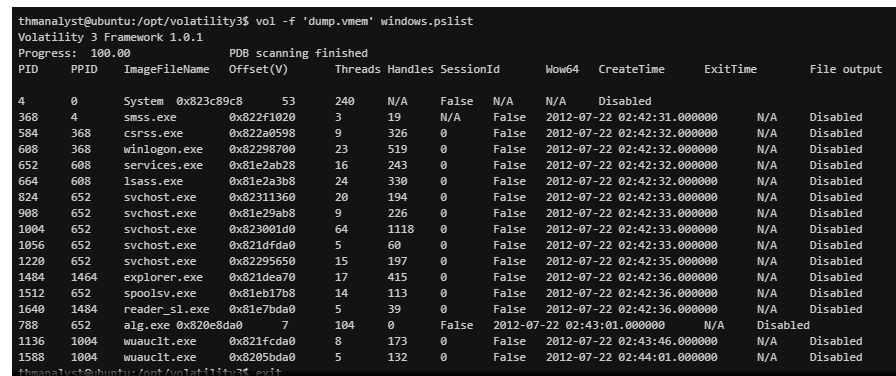 thmanalyst@ubuntu:/opt/volatility3$ vol -f 'dump.vmem' windows.pslist
Volatility 3 Framework 1.0.1
Progress:  100.00               PDB scanning finished
PID     PPID    ImageFileName   Offset(V)       Threads Handles SessionId       Wow64   CreateTime      ExitTime        File output
4       0       System  0x823c89c8      53      240     N/A     False   N/A     N/A     Disabled
368     4       smss.exe        0x822f1020      3       19      N/A     False   2012-07-22 02:42:31.000000      N/A     Disabled
584     368     csrss.exe       0x822a0598      9       326     0       False   2012-07-22 02:42:32.000000      N/A     Disabled
608     368     winlogon.exe    0x82298700      23      519     0       False   2012-07-22 02:42:32.000000      N/A     Disabled
652     608     services.exe    0x81e2ab28      16      243     0       False   2012-07-22 02:42:32.000000      N/A     Disabled
664     608     lsass.exe       0x81e2a3b8      24      330     0       False   2012-07-22 02:42:32.000000      N/A     Disabled
824     652     svchost.exe     0x82311360      20      194     0       False   2012-07-22 02:42:33.000000      N/A     Disabled
908     652     svchost.exe     0x81e29ab8      9       226     0       False   2012-07-22 02:42:33.000000      N/A     Disabled
1004    652     svchost.exe     0x823001d0      64      1118    0       False   2012-07-22 02:42:33.000000      N/A     Disabled
1056    652     svchost.exe     0x821dfda0      5       60      0       False   2012-07-22 02:42:33.000000      N/A     Disabled
1220    652     svchost.exe     0x82295650      15      197     0       False   2012-07-22 02:42:35.000000      N/A     Disabled
1484    1464    explorer.exe    0x821dea70      17      415     0       False   2012-07-22 02:42:36.000000      N/A     Disabled
1512    652     spoolsv.exe     0x81eb17b8      14      113     0       False   2012-07-22 02:42:36.000000      N/A     Disabled
1640    1484    reader_sl.exe   0x81e7bda0      5       39      0       False   2012-07-22 02:42:36.000000      N/A     Disabled
788     652     alg.exe 0x820e8da0      7       104     0       False   2012-07-22 02:43:01.000000      N/A     Disabled
1136    1004    wuauclt.exe     0x821fcda0      8       173     0       False   2012-07-22 02:43:46.000000      N/A     Disabled
1588    1004    wuauclt.exe     0x8205bda0      5       132     0       False   2012-07-22 02:44:01.000000      N/A     Disabled
thmanalyst@ubuntu:/opt/volatility3$ exit